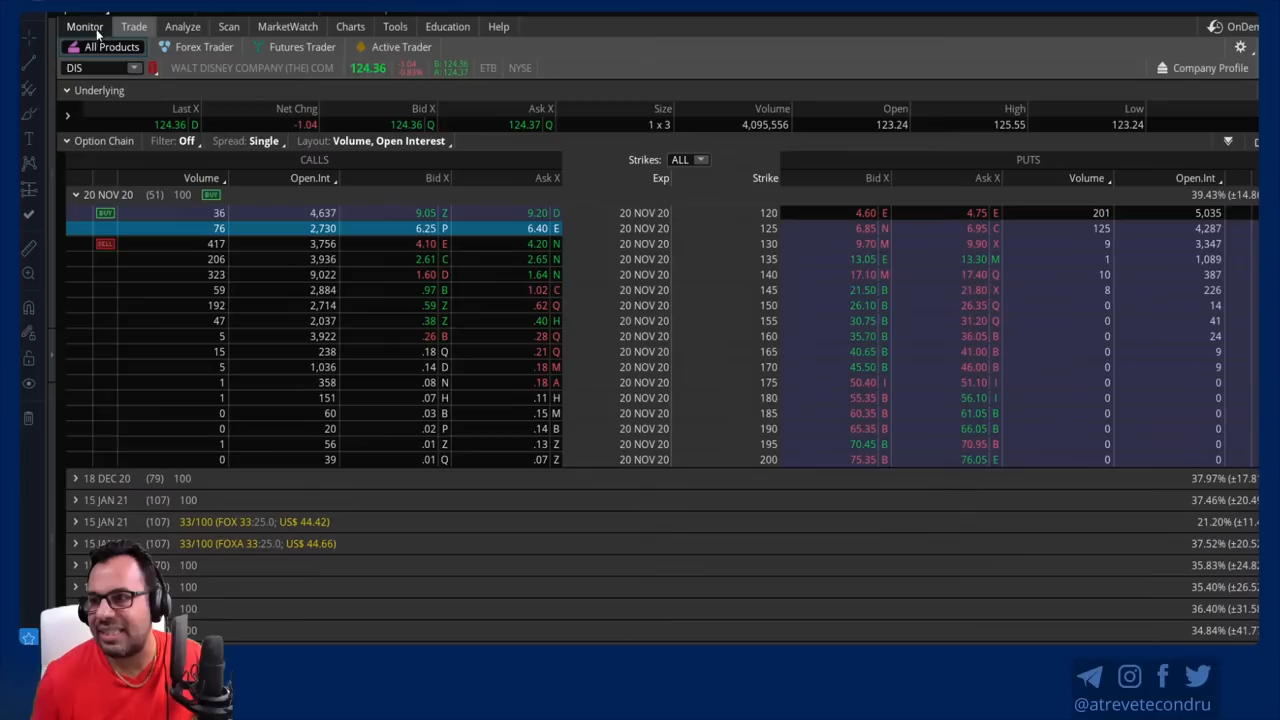 Monitor Trade Analyze Scan MarketWatch Charts Tools Education Help OnDem
All Products Forex Trader Futures Trader Active Trader
DIS WALT DISNEY COMPANY (THE) COM 124.36 -1.04 -0.83% B: 124.36 A: 124.37 ETB NYSE Company Profile
Underlying
Last X Net Chng Bid X Ask X Size Volume Open High Low
124.36 D -1.04 124.36 Q 124.37 Q 1 x 3 4,095,556 123.24 125.55 123.24
Option Chain Filter: Off Spread: Single Layout: Volume, Open Interest
CALLS Strikes: ALL PUTS
Volume Open.Int Bid X Ask X Exp Strike Bid X Ask X Volume Open.Int
20 NOV 20 (51) 100 BUY 39.43% (±14.8
BUY 36 4,637 9.05 Z 9.20 D 20 NOV 20 120 4.60 E 4.75 E 201 5,035
76 2,730 6.25 P 6.40 E 20 NOV 20 125 6.85 N 6.95 C 125 4,287
SELL 417 3,756 4.10 E 4.20 N 20 NOV 20 130 9.70 M 9.90 X 9 3,347
206 3,936 2.61 C 2.65 N 20 NOV 20 135 13.05 E 13.30 M 1 1,089
323 9,022 1.60 D 1.64 N 20 NOV 20 140 17.10 M 17.40 Q 10 387
59 2,884 .97 B 1.02 C 20 NOV 20 145 21.50 B 21.80 X 8 226
192 2,714 .59 Z .62 Q 20 NOV 20 150 26.10 B 26.35 Q 0 14
47 2,037 .38 Z .40 H 20 NOV 20 155 30.75 B 31.20 Q 0 41
5 3,922 .26 B .28 Q 20 NOV 20 160 35.70 B 36.05 B 0 24
15 238 .18 Q .21 Q 20 NOV 20 165 40.65 B 41.00 B 0 9
5 1,036 .14 D .18 M 20 NOV 20 170 45.50 B 46.00 B 0 9
1 358 .08 N .18 A 20 NOV 20 175 50.40 I 51.10 I 0 0
1 151 .07 H .11 H 20 NOV 20 180 55.35 B 56.10 I 0 0
0 60 .03 B .15 M 20 NOV 20 185 60.35 B 61.05 B 0 0
0 20 .02 P .14 B 20 NOV 20 190 65.35 B 66.05 B 0 0
1 56 .01 Z .13 Z 20 NOV 20 195 70.45 B 70.95 B 0 0
0 39 .01 Q .07 Z 20 NOV 20 200 75.35 B 76.05 E 0 0
18 DEC 20 (79) 100 37.97% (±17.8
15 JAN 21 (107) 100 37.46% (±20.4
15 JAN 21 (107) 33/100 (FOX 33:25.0; US$ 44.42) 21.20% (±11.4
15 JAN 21 (107) 33/100 (FOXA 33:25.0; US$ 44.66) 37.52% (±20.5
100 35.83% (±24.8
100 35.40% (±26.5
100 36.40% (±31.5
34.84% (±41.7
@atrevetecondru